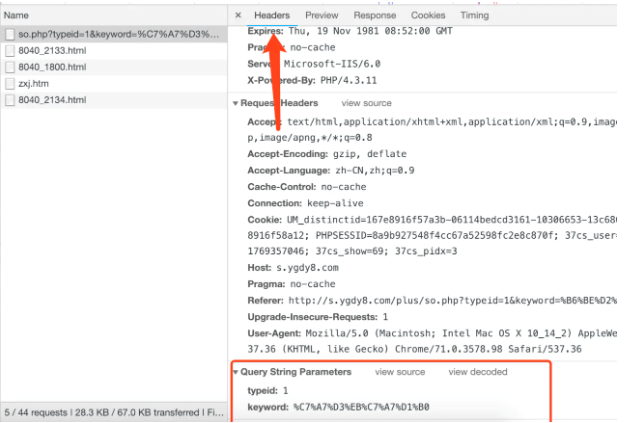 Name
× Headers Preview Response Cookies Timing
so.php?typeid=1&keyword=%C7%A7%D3%...
8040_2133.html
8040_1800.html
zxj.htm
8040_2134.html
Expires: Thu, 19 Nov 1981 08:52:00 GMT
Pragma: no-cache
Server: Microsoft-IIS/6.0
X-Powered-By: PHP/4.3.11
▼ Request Headers view source
Accept: text/html,application/xhtml+xml,application/xml;q=0.9,imag
p,image/apng,*/*;q=0.8
Accept-Encoding: gzip, deflate
Accept-Language: zh-CN,zh;q=0.9
Cache-Control: no-cache
Connection: keep-alive
Cookie: UM_distinctid=167e8916f57a3b-06114bedcd3161-10306653-13c68
8916f58a12; PHPSESSID=8a9b927548f4cc67a52598fc2e8c870f; 37cs_user=
1769357046; 37cs_show=69; 37cs_pidx=3
Host: s.ygdy8.com
Pragma: no-cache
Referer: http://s.ygdy8.com/plus/so.php?typeid=1&keyword=%B6%BE%D2%
Upgrade-Insecure-Requests: 1
User-Agent: Mozilla/5.0 (Macintosh; Intel Mac OS X 10_14_2) AppleWe
37.36 (KHTML, like Gecko) Chrome/71.0.3578.98 Safari/537.36
▼ Query String Parameters view source view decoded
typeid: 1
keyword: %C7%A7%D3%EB%C7%A7%D1%B0
5 / 44 requests | 28.3 KB / 67.0 KB transferred | Fi...